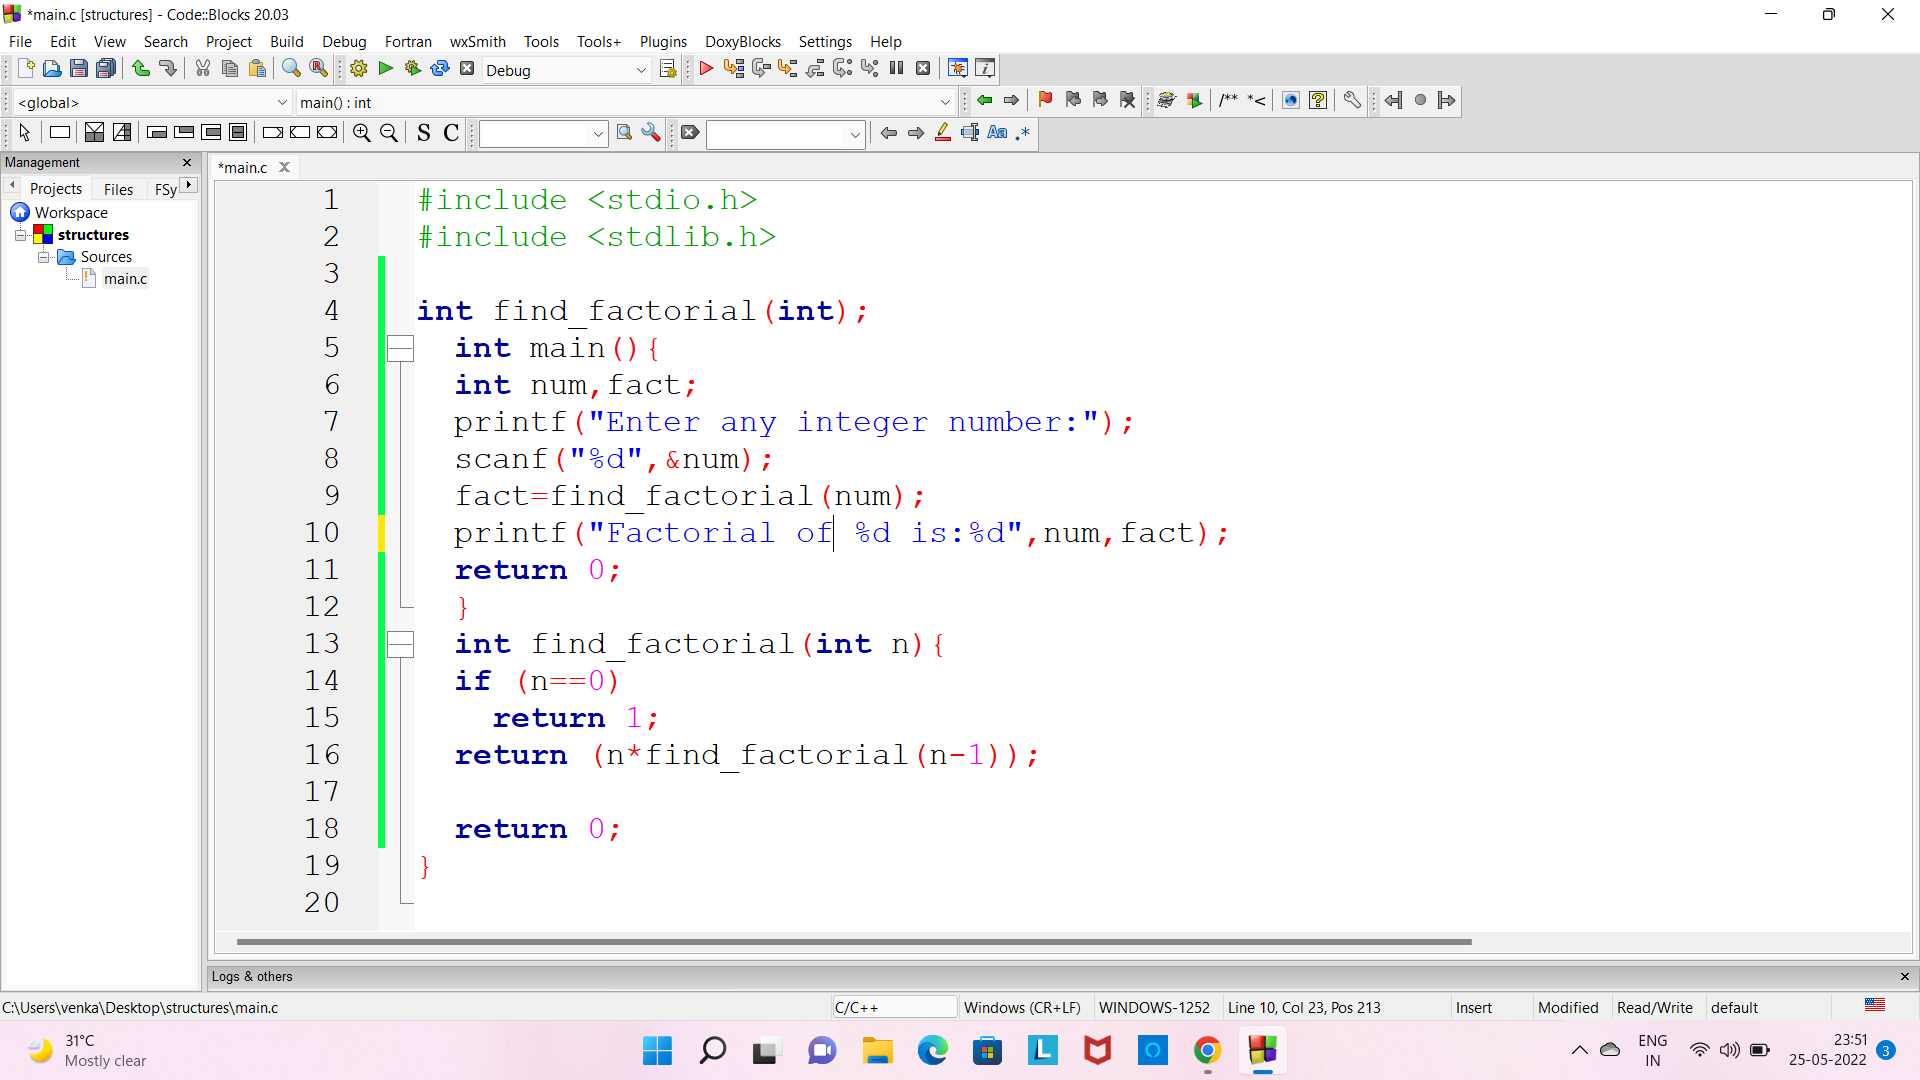 *main.c [structures] - Code::Blocks 20.03
File Edit View Search Project Build Debug Fortran wxSmith Tools Tools+ Plugins DoxyBlocks Settings Help
Debug
<global> main() : int
/** *<
S C Aa .*
Management
*main.c
Projects Files FSy
Workspace
structures
Sources
main.c
1 #include <stdio.h>
2 #include <stdlib.h>
3
4 int find_factorial(int);
5 int main(){
6 int num,fact;
7 printf("Enter any integer number:");
8 scanf("%d",&num);
9 fact=find_factorial(num);
10 printf("Factorial of %d is:%d",num,fact);
11 return 0;
12 }
13 int find_factorial(int n){
14 if (n==0)
15 return 1;
16 return (n*find_factorial(n-1));
17
18 return 0;
19 }
20
Logs & others
C:\Users\venka\Desktop\structures\main.c C/C++ Windows (CR+LF) WINDOWS-1252 Line 10, Col 23, Pos 213 Insert Modified Read/Write default
31°C
Mostly clear
L
ENG
IN
23:51
25-05-2022
3